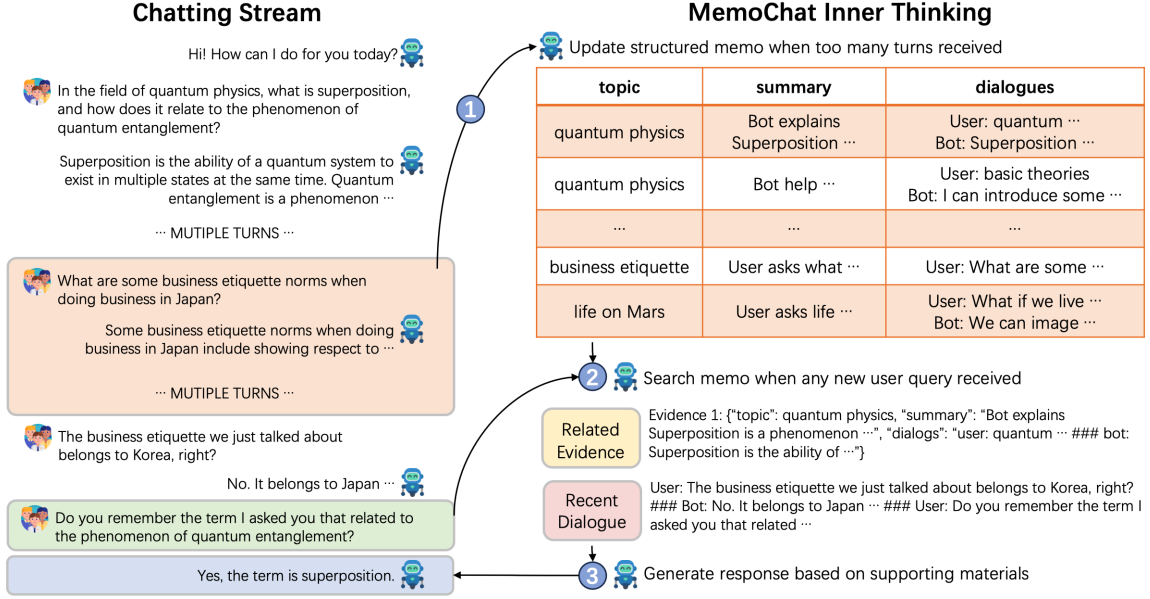 Chatting Stream
Hi! How can I do for you today?
In the field of quantum physics, what is superposition,
and how does it relate to the phenomenon of
quantum entanglement?
Superposition is the ability of a quantum system to
exist in multiple states at the same time. Quantum
entanglement is a phenomenon ···
··· MUTIPLE TURNS ···
What are some business etiquette norms when
doing business in Japan?
Some business etiquette norms when doing
business in Japan include showing respect to ···
··· MUTIPLE TURNS ···
The business etiquette we just talked about
belongs to Korea, right?
No. It belongs to Japan ···
Do you remember the term I asked you that related to
the phenomenon of quantum entanglement?
Yes, the term is superposition.
MemoChat Inner Thinking
1
Update structured memo when too many turns received
topic summary dialogues
quantum physics
Bot explains
Superposition ···
User: quantum ···
Bot: Superposition ···
quantum physics
Bot help ···
User: basic theories
Bot: I can introduce some ···
··· ··· ···
business etiquette User asks what ··· User: What are some ···
life on Mars
User asks life ···
User: What if we live ···
Bot: We can image ···
2
Search memo when any new user query received
Related
Evidence
Evidence 1: {“topic”: quantum physics, “summary”: “Bot explains
Superposition is a phenomenon ···”, “dialogs”: “user: quantum ··· ### bot:
Superposition is the ability of ···”}
Recent
Dialogue
User: The business etiquette we just talked about belongs to Korea, right?
### Bot: No. It belongs to Japan ··· ### User: Do you remember the term I
asked you that related ···
3
Generate response based on supporting materials